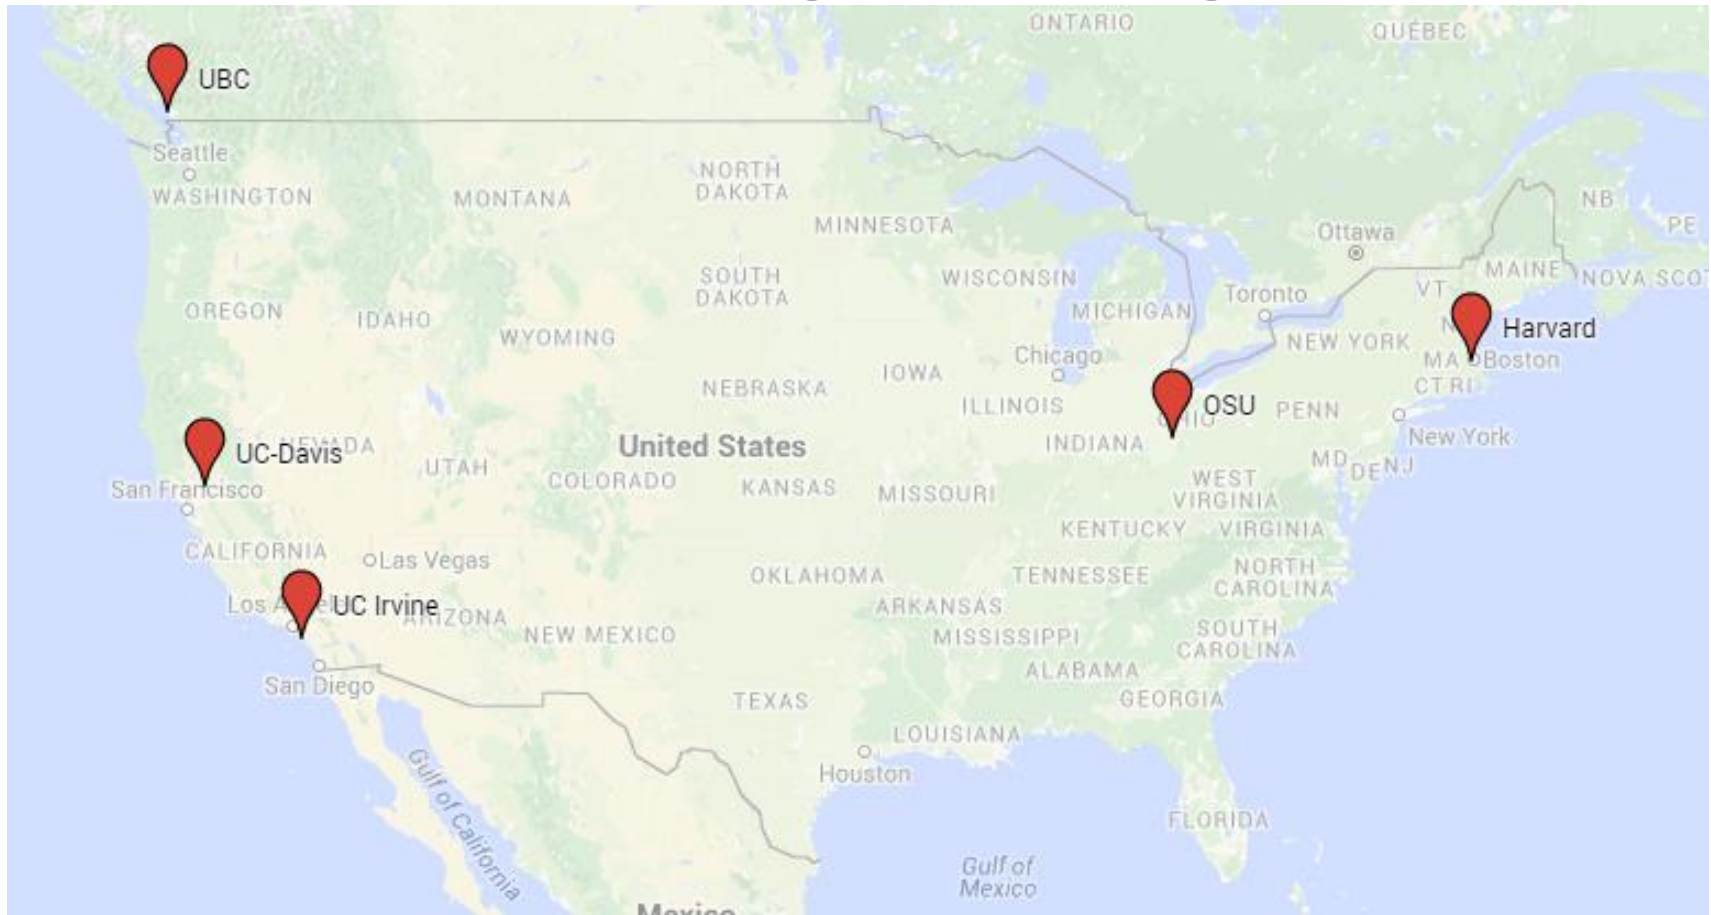 ONTARIO
QUEBEC
UBC
Seattle
WASHINGTON
MONTANA
NORTH
DAKOTA
MINNESOTA
NB
PE
Ottawa
SOUTH
DAKOTA
WISCONSIN
MAINE
NOVA SCOT
VT
Toronto
OREGON
IDAHO
MICHIGAN
WYOMING
Harvard
NEW YORK
Chicago
MA
Boston
IOWA
CT RI
NEBRASKA
ILLINOIS
OSU
PENN
New York
United States
INDIANA
UC-Davis
UTAH
MD
DE
NJ
San Francisco
COLORADO
KANSAS
MISSOURI
WEST
VIRGINIA
KENTUCKY
VIRGINIA
CALIFORNIA
Las Vegas
OKLAHOMA
TENNESSEE
NORTH
CAROLINA
Los
UC Irvine
ARIZONA
ARKANSAS
NEW MEXICO
MISSISSIPPI
SOUTH
CAROLINA
San Diego
ALABAMA
TEXAS
GEORGIA
LOUISIANA
Houston
Gulf of California
FLORIDA
Gulf of
Mexico
Mexico